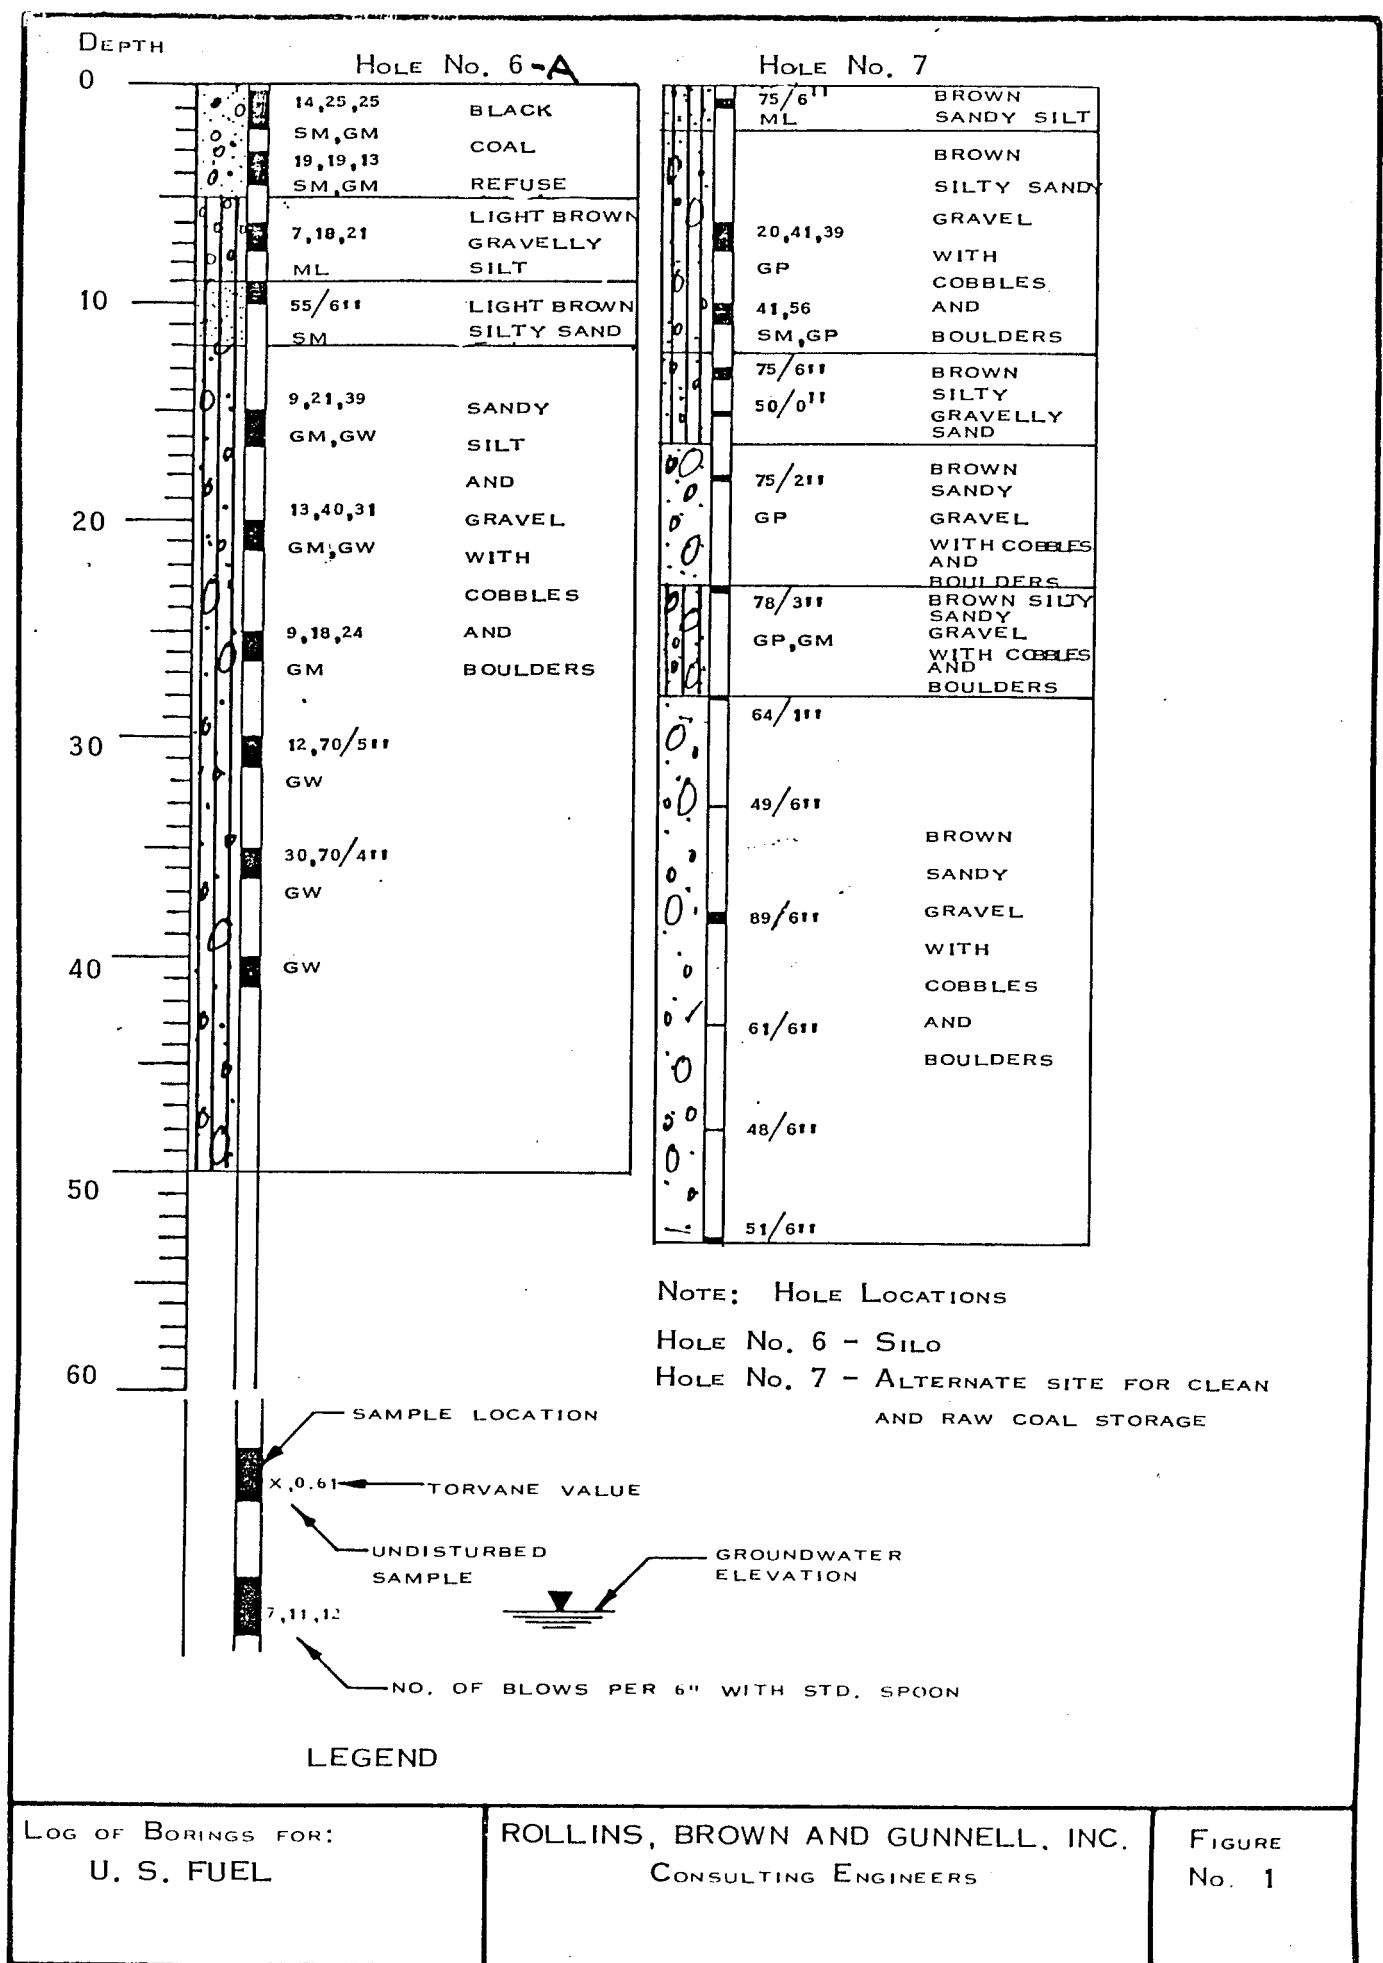 DEPTH
HOLE NO. 6-A
HOLE NO. 7
0
10
20
30
40
50
60
14,25,25
BLACK
SM,GM
COAL
19,19,13
SM,GM
REFUSE
LIGHT BROWN
7,18,21
GRAVELLY
ML
SILT
55/6"
LIGHT BROWN
SM
SILTY SAND
9,21,39
SANDY
GM,GW
SILT
AND
13,40,31
GRAVEL
GM,GW
WITH
COBBLES
9,18,24
AND
GM
BOULDERS
12,70/5"
GW
30,70/4"
GW
GW
75/6"
BROWN
ML
SANDY SILT
BROWN
SILTY SANDY
GRAVEL
20,41,39
WITH
GP
COBBLES
41,56
AND
SM,GP
BOULDERS
75/6"
BROWN
SILTY
50/0"
GRAVELLY
SAND
BROWN
75/2"
SANDY
GP
GRAVEL
WITH COBBLES
AND
BOULDERS
78/3"
BROWN SILTY
SANDY
GP,GM
GRAVEL
WITH COBBLES
AND
BOULDERS
64/1"
49/6"
BROWN
SANDY
89/6"
GRAVEL
WITH
COBBLES
61/6"
AND
BOULDERS
48/6"
51/6"
NOTE: HOLE LOCATIONS
HOLE NO. 6 - SILO
HOLE NO. 7 - ALTERNATE SITE FOR CLEAN
AND RAW COAL STORAGE
SAMPLE LOCATION
X,0.61
TORVANE VALUE
UNDISTURBED
SAMPLE
GROUNDWATER
ELEVATION
7,11,12
NO. OF BLOWS PER 6" WITH STD. SPOON
LEGEND
LOG OF BORINGS FOR:
U. S. FUEL
ROLLINS, BROWN AND GUNNELL, INC.
CONSULTING ENGINEERS
FIGURE
NO. 1